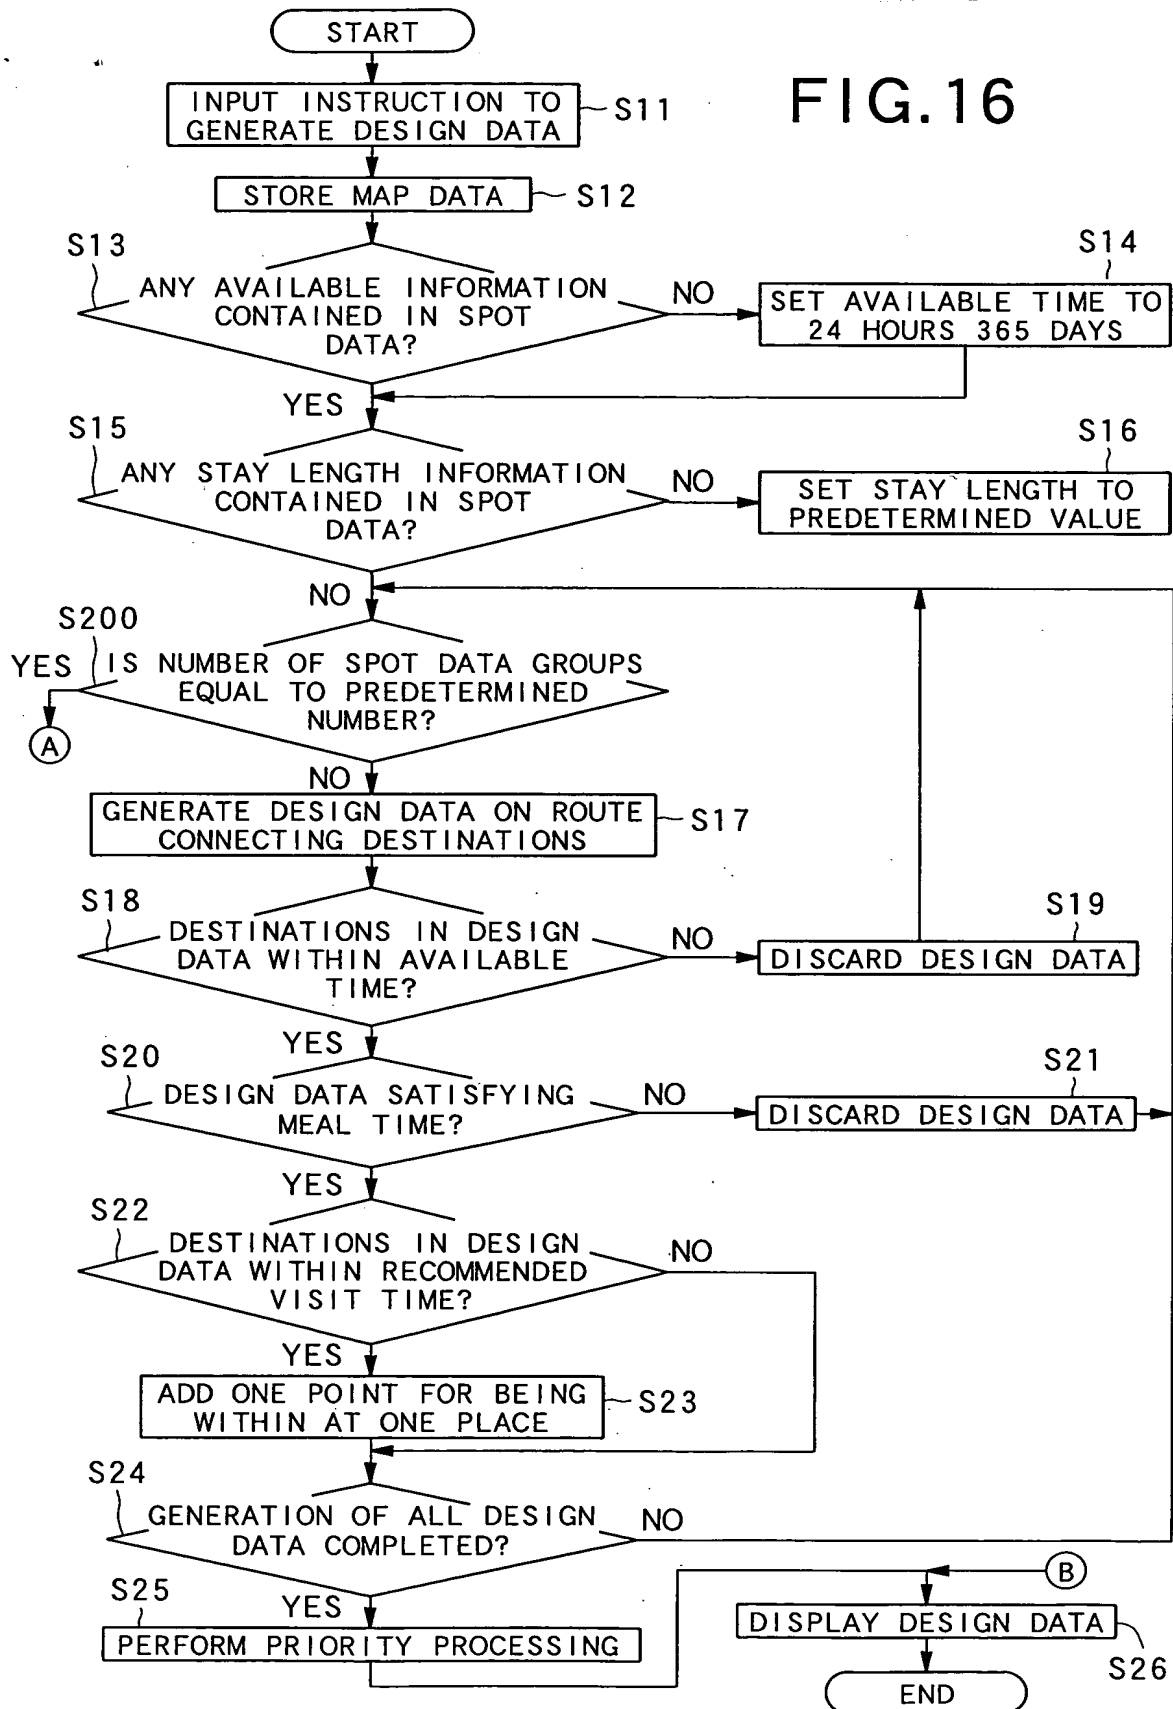 START
FIG.16
INPUT INSTRUCTION TO
GENERATE DESIGN DATA
S11
STORE MAP DATA
S12
S13
ANY AVAILABLE INFORMATION
CONTAINED IN SPOT
DATA?
NO
S14
SET AVAILABLE TIME TO
24 HOURS 365 DAYS
YES
S15
ANY STAY LENGTH INFORMATION
CONTAINED IN SPOT
DATA?
NO
S16
SET STAY LENGTH TO
PREDETERMINED VALUE
NO
S200
YES
IS NUMBER OF SPOT DATA GROUPS
EQUAL TO PREDETERMINED
NUMBER?
A
NO
GENERATE DESIGN DATA ON ROUTE
CONNECTING DESTINATIONS
S17
S18
DESTINATIONS IN DESIGN
DATA WITHIN AVAILABLE
TIME?
NO
S19
DISCARD DESIGN DATA
YES
S20
DESIGN DATA SATISFYING
MEAL TIME?
NO
S21
DISCARD DESIGN DATA
YES
S22
DESTINATIONS IN DESIGN
DATA WITHIN RECOMMENDED
VISIT TIME?
NO
YES
ADD ONE POINT FOR BEING
WITHIN AT ONE PLACE
S23
S24
GENERATION OF ALL DESIGN
DATA COMPLETED?
NO
YES
S25
PERFORM PRIORITY PROCESSING
B
DISPLAY DESIGN DATA
S26
END